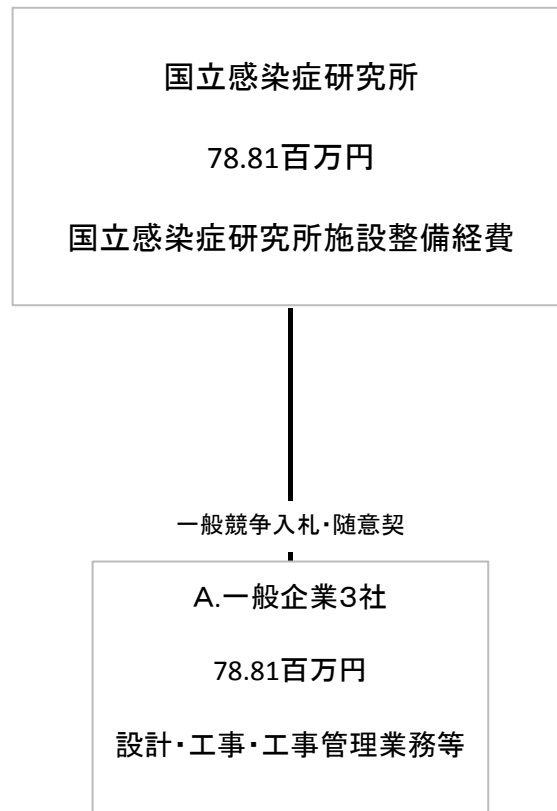 国立感染症研究所
78.81百万円
国立感染症研究所施設整備経費
一般競争入札・随意契
A.一般企業3社
78.81百万円
設計・工事・工事管理業務等